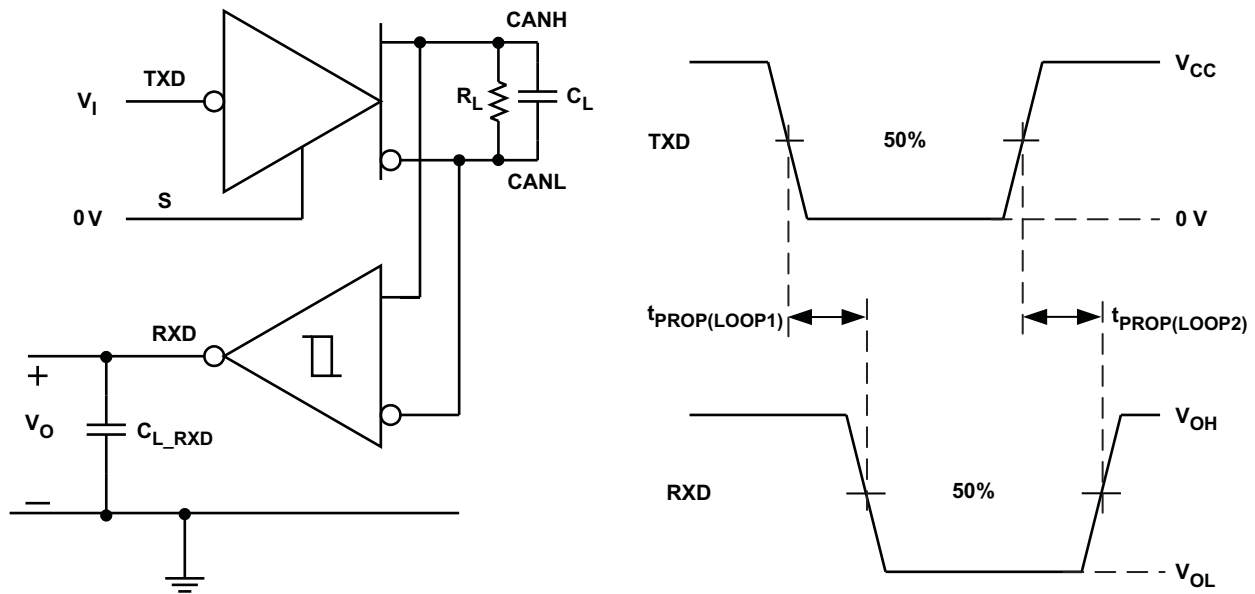 CANH
TXD
V_I
R_L
C_L
CANL
S
0 V
RXD
+
V_O
C_L_RXD
–
V_CC
TXD
50%
0 V
t_PROP(LOOP1)
t_PROP(LOOP2)
V_OH
RXD
50%
V_OL